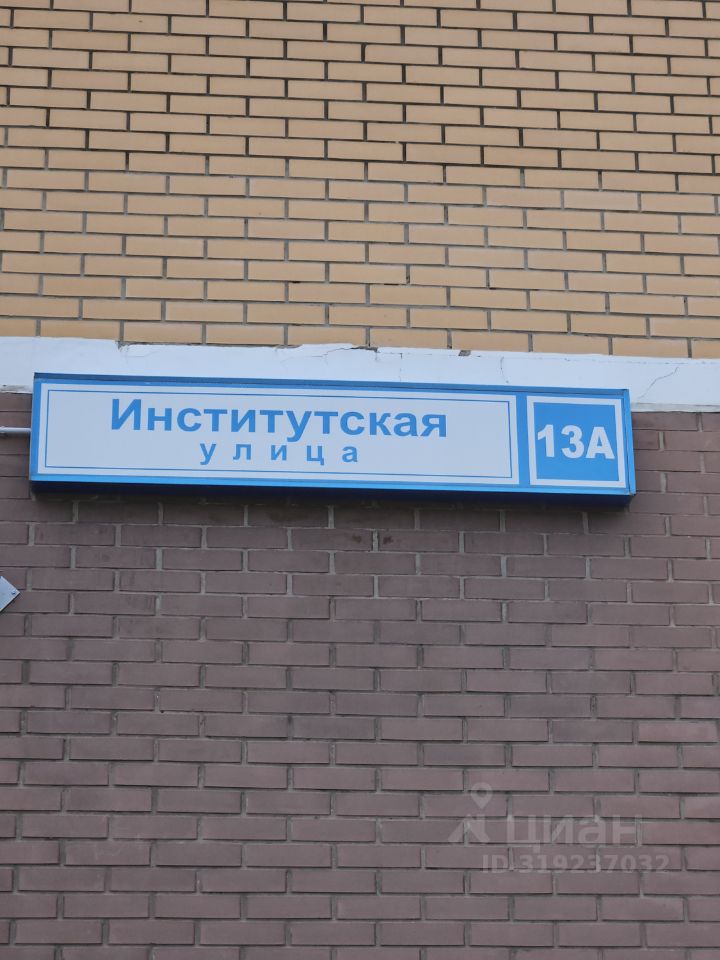 Институтская
улица
13А
циан
ID:319237032